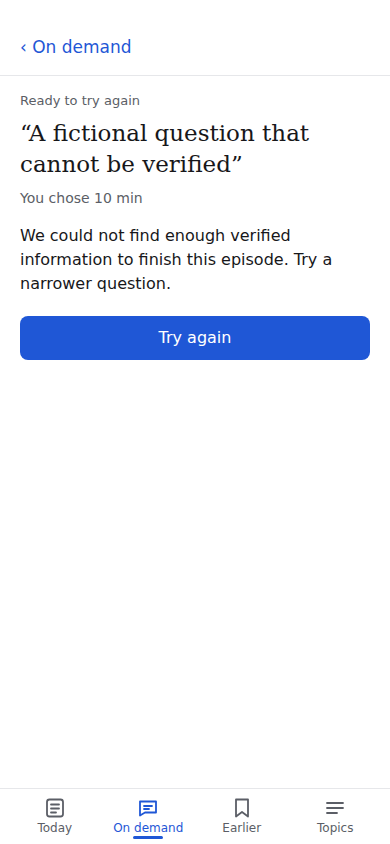 ‹ On demand
Ready to try again
“A fictional question that
cannot be verified”
You chose 10 min
We could not find enough verified
information to finish this episode. Try a
narrower question.
Try again
Today
On demand
Earlier
Topics